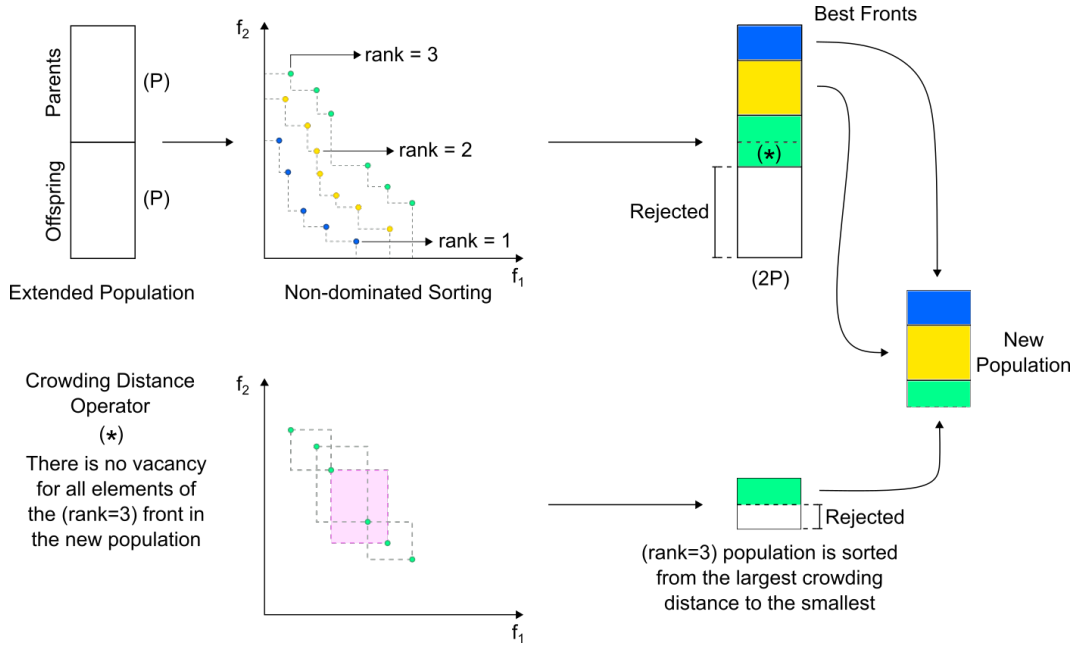 Parents
(P)
Offspring
(P)
Extended Population
f2
rank = 3
rank = 2
rank = 1
f1
Non-dominated Sorting
Best Fronts
(*)
Rejected
(2P)
New
Population
Crowding Distance
Operator
(*)
There is no vacancy
for all elements of
the (rank=3) front in
the new population
f2
f1
Rejected
(rank=3) population is sorted
from the largest crowding
distance to the smallest